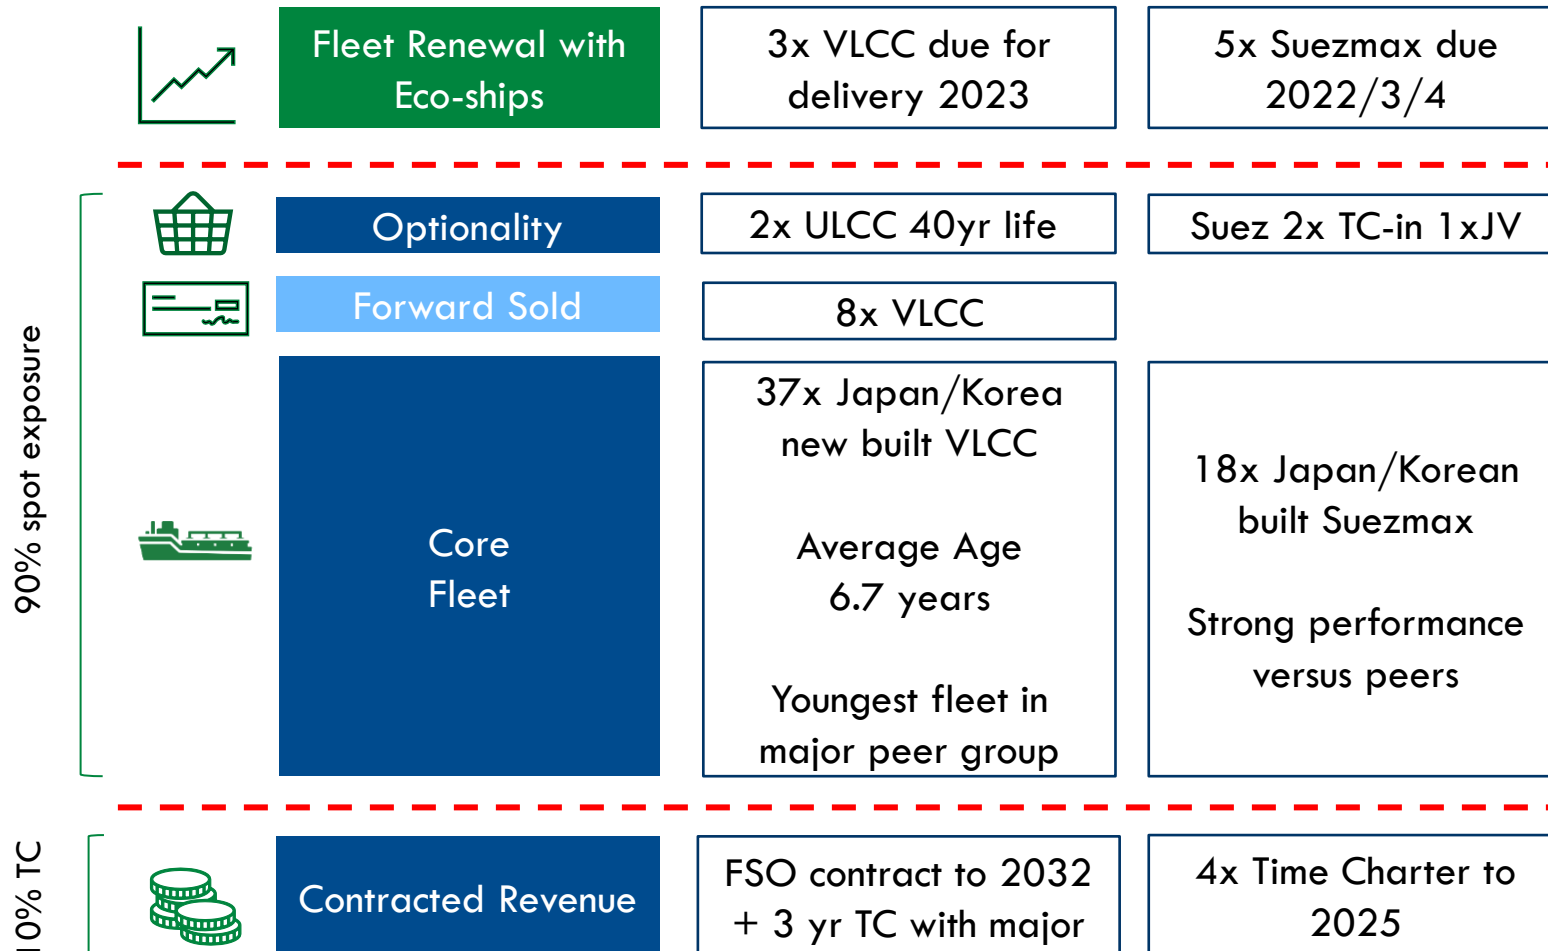 Fleet Renewal with
Eco-ships
3x VLCC due for
delivery 2023
5x Suezmax due
2022/3/4
90% spot exposure
Optionality
2x ULCC 40yr life
Suez 2x TC-in 1xJV
Forward Sold
8x VLCC
Core
Fleet
37x Japan/Korea
new built VLCC
Average Age
6.7 years
Youngest fleet in
major peer group
18x Japan/Korean
built Suezmax
Strong performance
versus peers
10% TC
Contracted Revenue
FSO contract to 2032
+ 3 yr TC with major
4x Time Charter to
2025